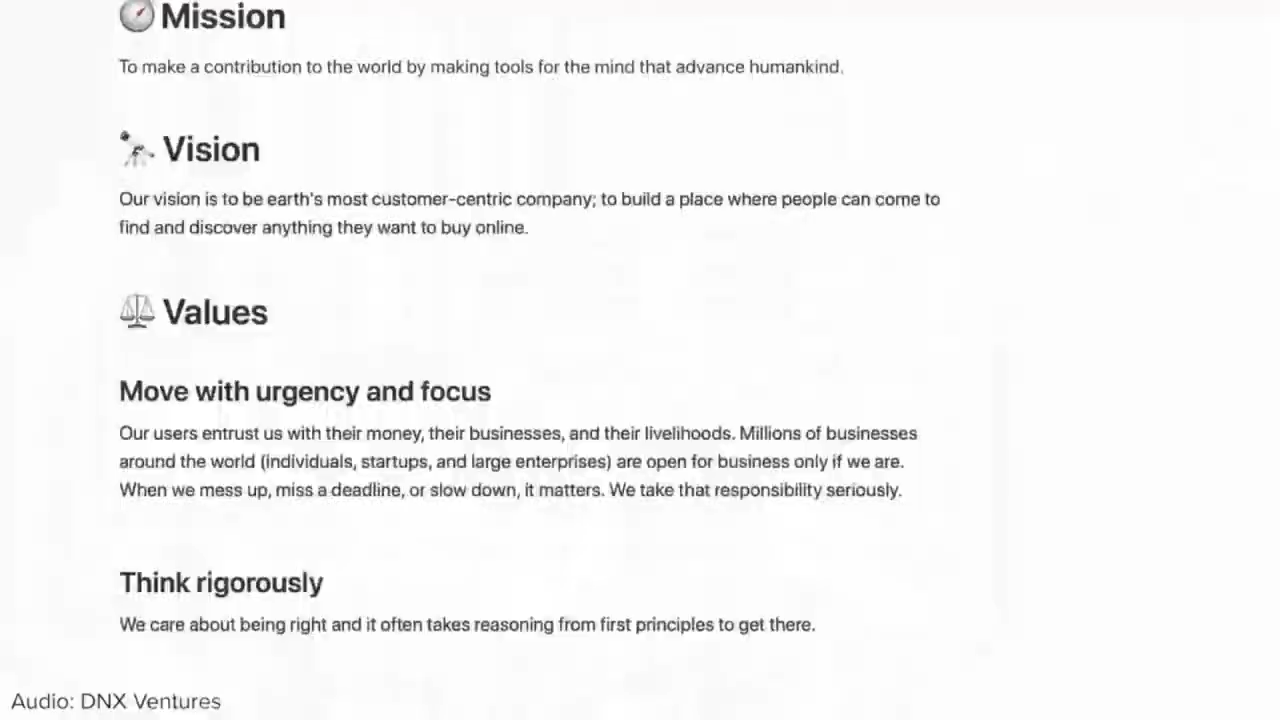 Mission
To make a contribution to the world by making tools for the mind that advance humankind.
Vision
Our vision is to be earth's most customer-centric company; to build a place where people can come to
find and discover anything they want to buy online.
Values
Move with urgency and focus
Our users entrust us with their money, their businesses, and their livelihoods. Millions of businesses
around the world (individuals, startups, and large enterprises) are open for business only if we are.
When we mess up, miss a deadline, or slow down, it matters. We take that responsibility seriously.
Think rigorously
We care about being right and it often takes reasoning from first principles to get there.
Audio: DNX Ventures